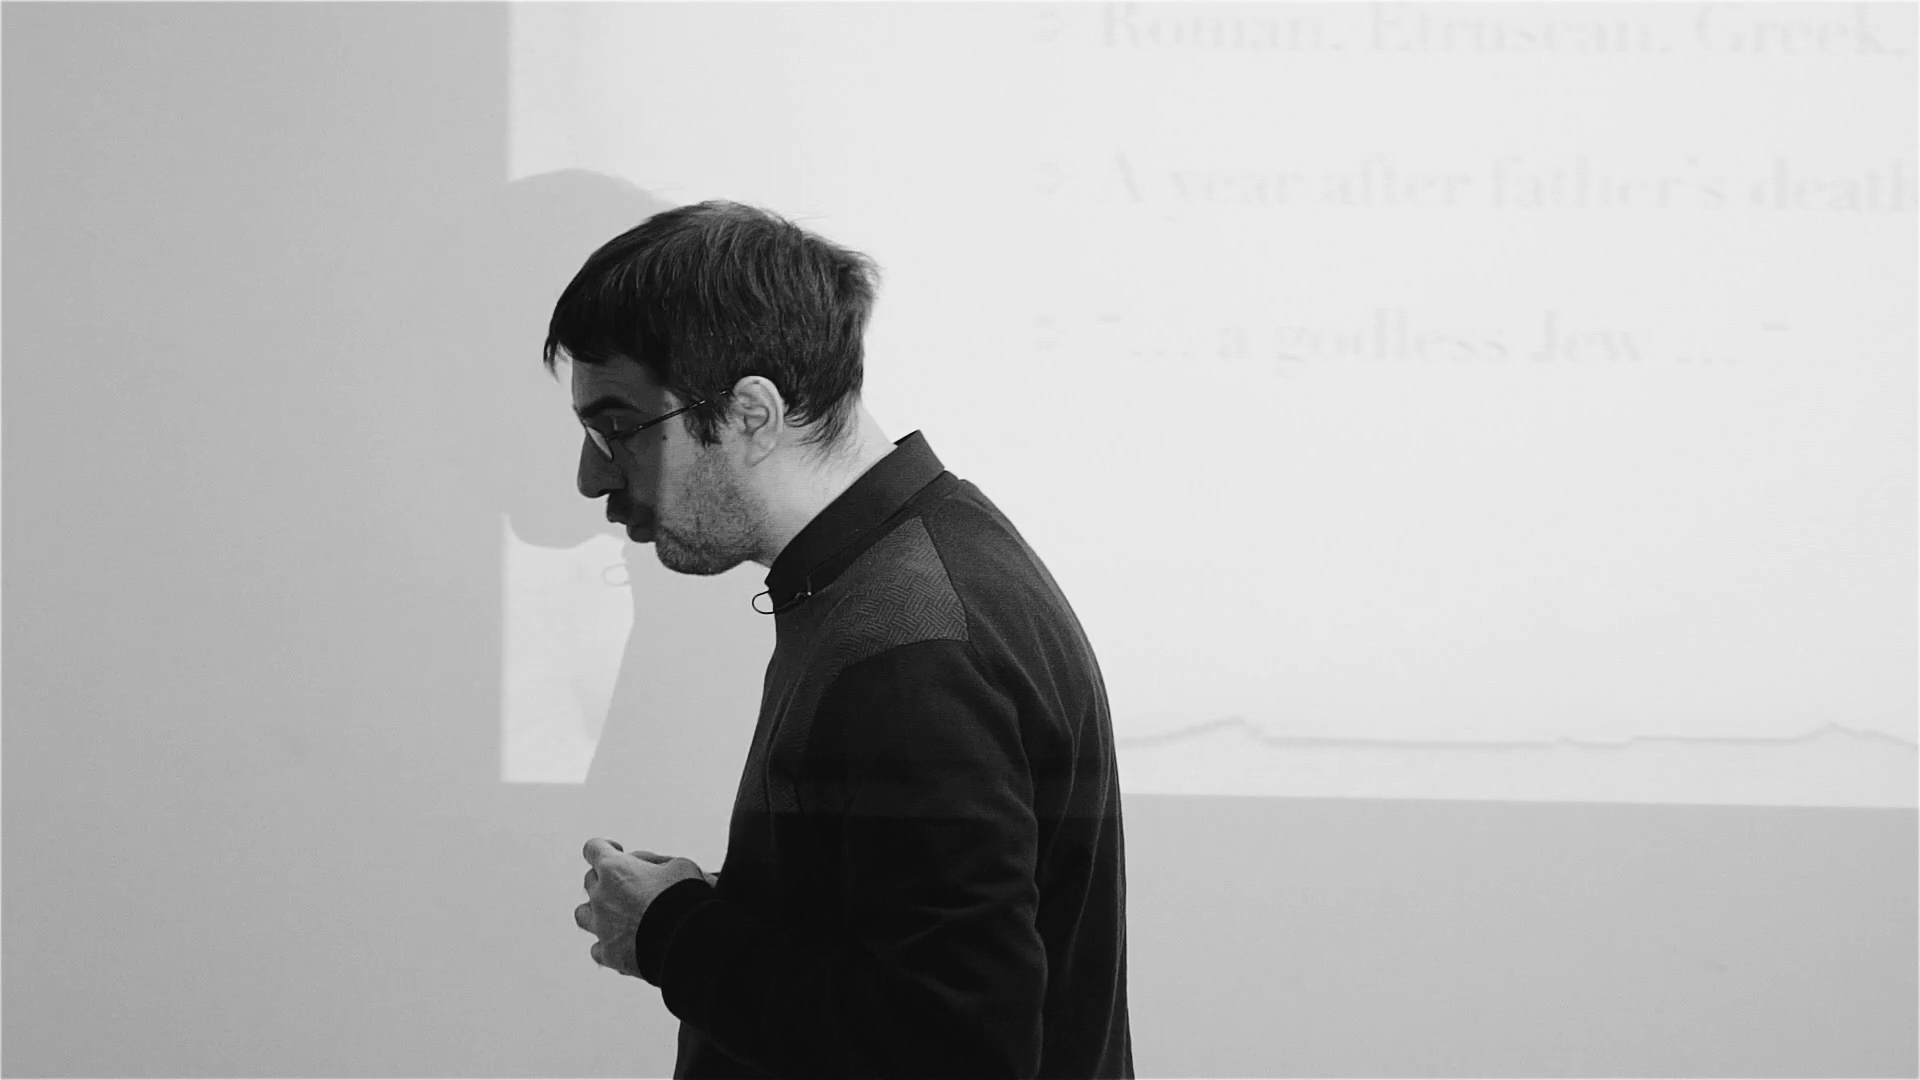 Roman, Etruscan, Greek,
A year after father's death
"... a godless Jew ..."